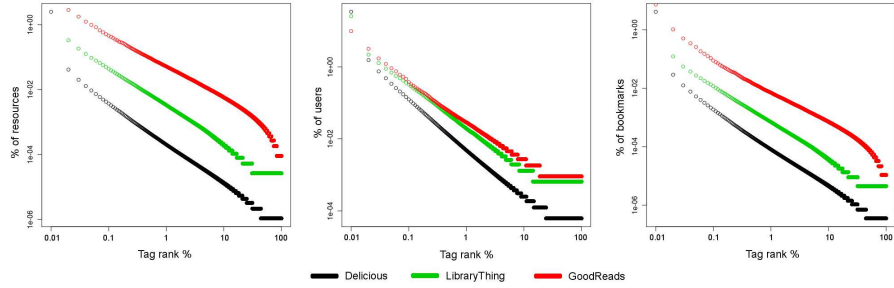 % of resources
1e+00
1e-02
1e-04
1e-06
0.01 0.1 1 10 100
Tag rank %
% of users
1e+00
1e-02
1e-04
0.01 0.1 1 10 100
Tag rank %
% of bookmarks
1e+00
1e-02
1e-04
1e-06
0.01 0.1 1 10 100
Tag rank %
Delicious LibraryThing GoodReads